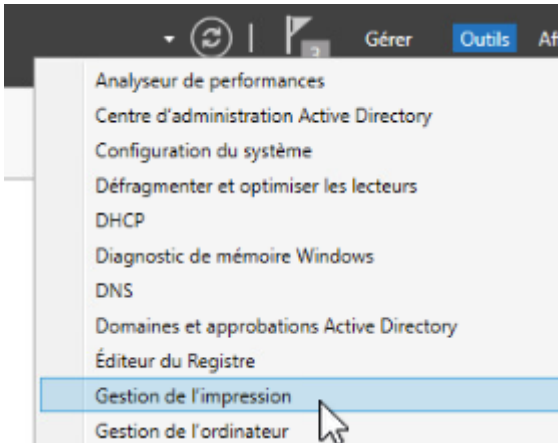 3 Gérer Outils Af
Analyseur de performances
Centre d'administration Active Directory
Configuration du système
Défragmenter et optimiser les lecteurs
DHCP
Diagnostic de mémoire Windows
DNS
Domaines et approbations Active Directory
Éditeur du Registre
Gestion de l'impression
Gestion de l'ordinateur